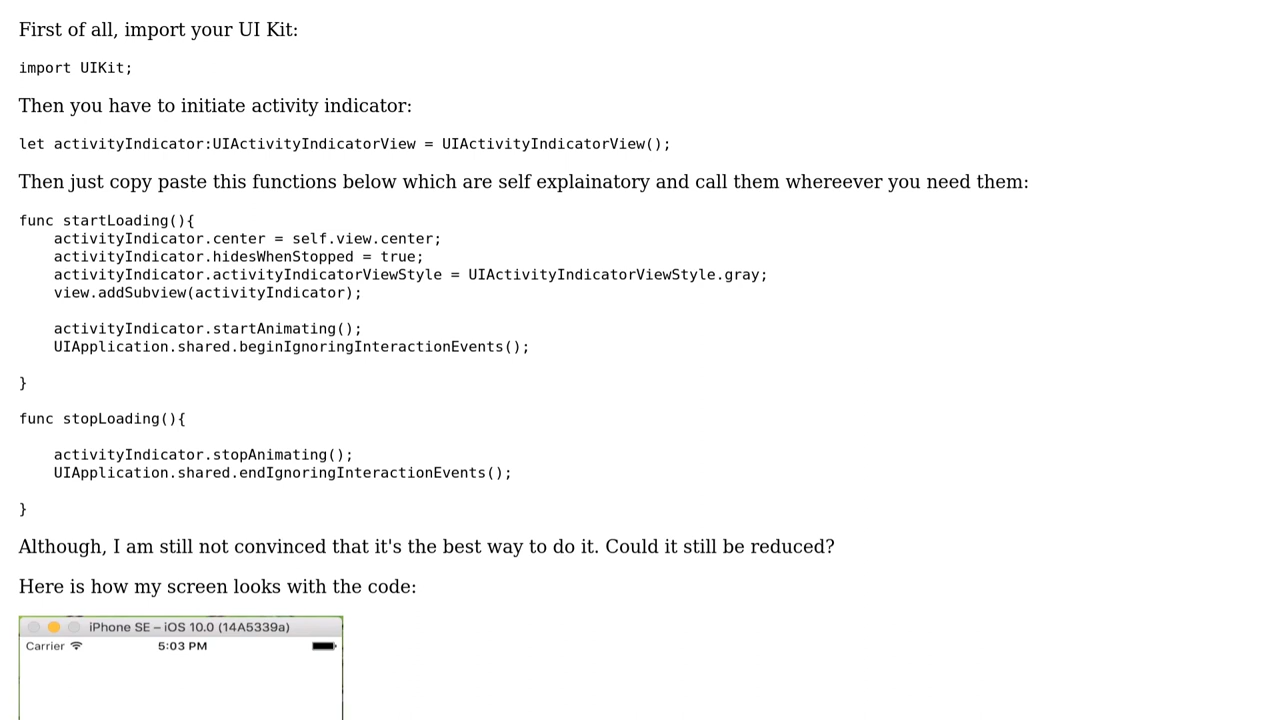 First of all, import your UI Kit:
import UIKit;
Then you have to initiate activity indicator:
let activityIndicator:UIActivityIndicatorView = UIActivityIndicatorView();
Then just copy paste this functions below which are self explainatory and call them whereever you need them:
func startLoading(){
    activityIndicator.center = self.view.center;
    activityIndicator.hidesWhenStopped = true;
    activityIndicator.activityIndicatorViewStyle = UIActivityIndicatorViewStyle.gray;
    view.addSubview(activityIndicator);
    activityIndicator.startAnimating();
    UIApplication.shared.beginIgnoringInteractionEvents();
}
func stopLoading(){
    activityIndicator.stopAnimating();
    UIApplication.shared.endIgnoringInteractionEvents();
}
Although, I am still not convinced that it's the best way to do it. Could it still be reduced?
Here is how my screen looks with the code:
iPhone SE – iOS 10.0 (14A5339a)
Carrier 5:03 PM